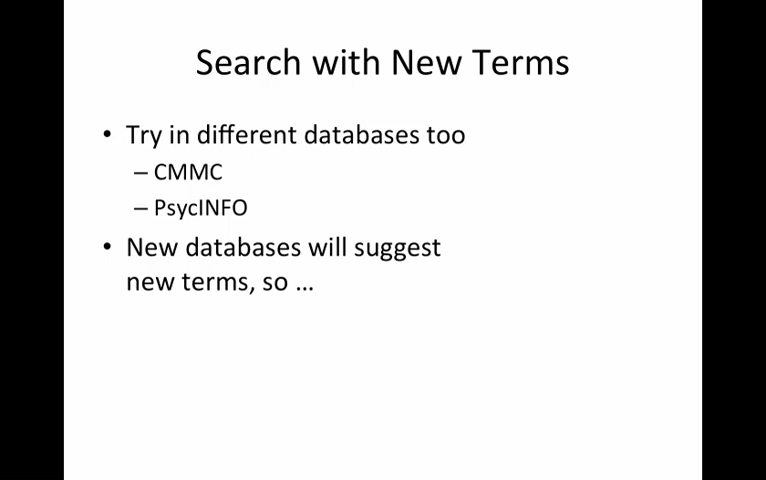 Search with New Terms
• Try in different databases too
– CMMC
– PsycINFO
• New databases will suggest
new terms, so ...